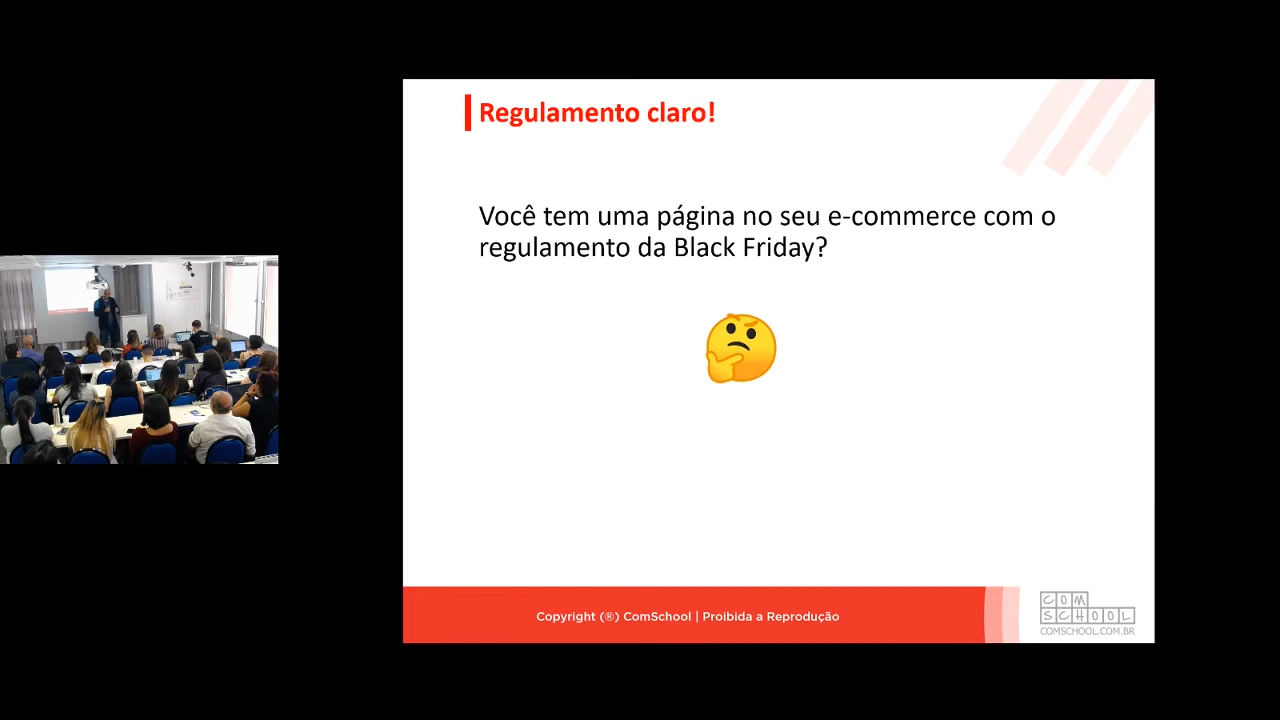 Regulamento claro!
Você tem uma página no seu e-commerce com o
regulamento da Black Friday?
Copyright (®) ComSchool | Proibida a Reprodução
COM
SCHOOL
COMSCHOOL.COM.BR